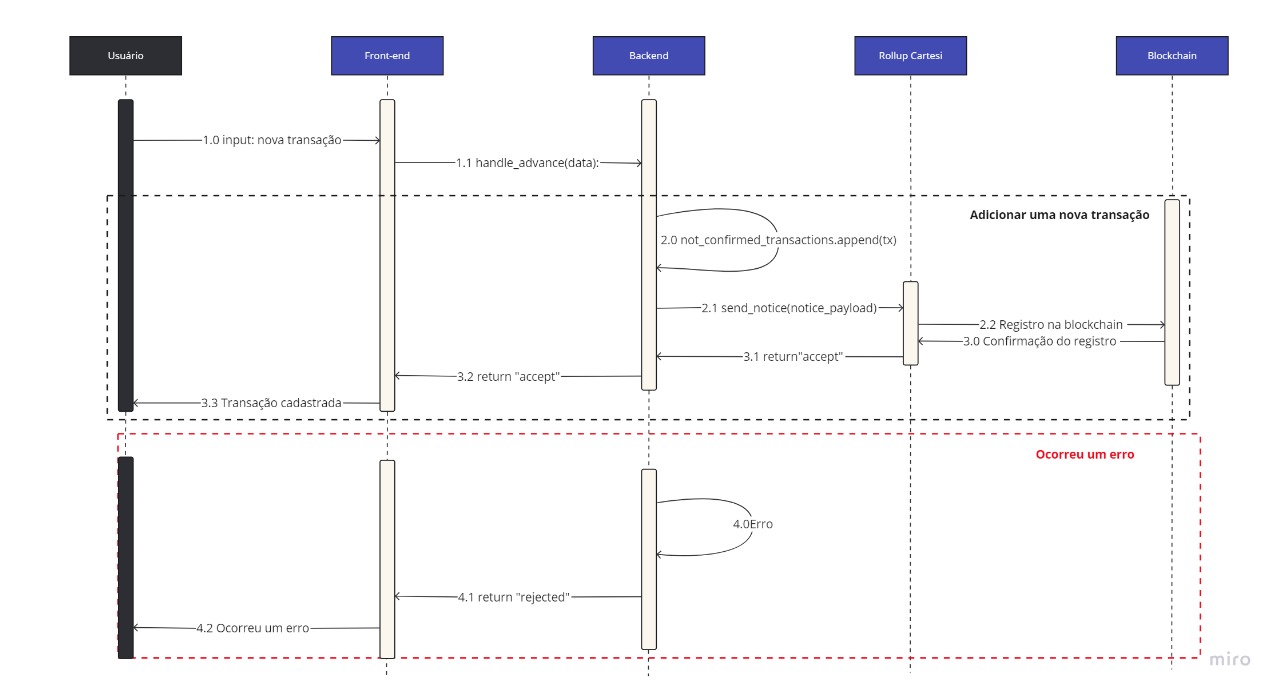 Usuário
Front-end
Backend
Rollup Cartesi
Blockchain
1.0 input: nova transação
1.1 handle_advance(data):
Adicionar uma nova transação
2.0 not_confirmed_transactions.append(tx)
2.1 send_notice(notice_payload)
2.2 Registro na blockchain
3.0 Confirmação do registro
3.1 return"accept"
3.2 return "accept"
3.3 Transação cadastrada
Ocorreu um erro
4.0Erro
4.1 return "rejected"
4.2 Ocorreu um erro
miro